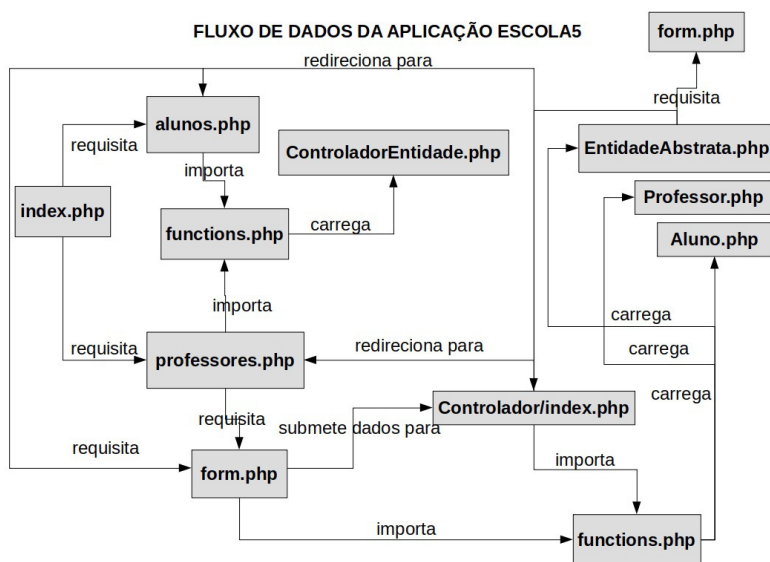 FLUXO DE DADOS DA APLICAÇÃO ESCOLA5
form.php
redireciona para
requisita
alunos.php
requisita
ControladorEntidade.php
EntidadeAbstrata.php
importa
Professor.php
index.php
functions.php
carrega
Aluno.php
importa
carrega
requisita
professores.php
redireciona para
carrega
carrega
requisita
submete dados para
Controlador/index.php
requisita
form.php
importa
importa
functions.php